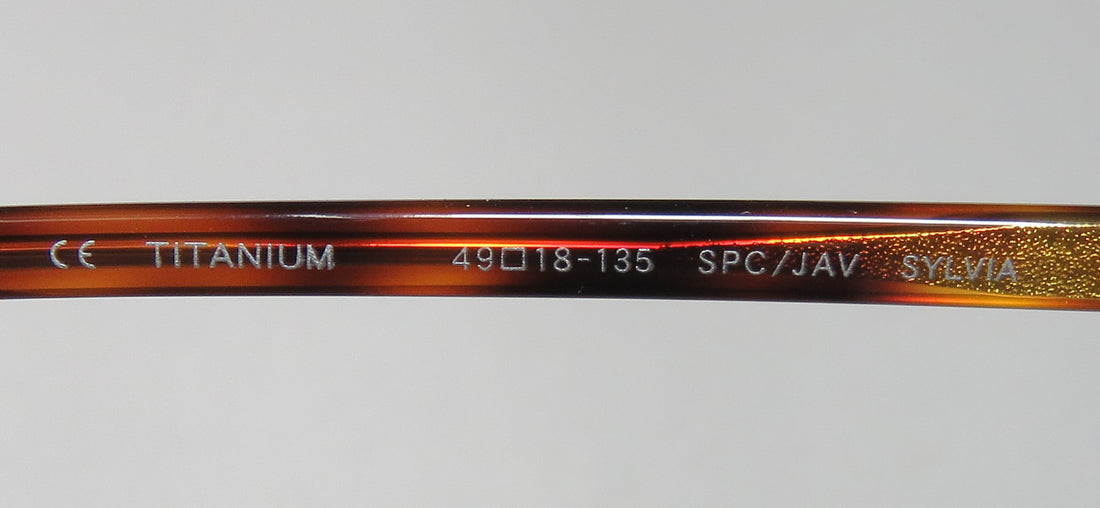 CE TITANIUM 49□18-135 SPC/JAV SYLVIA